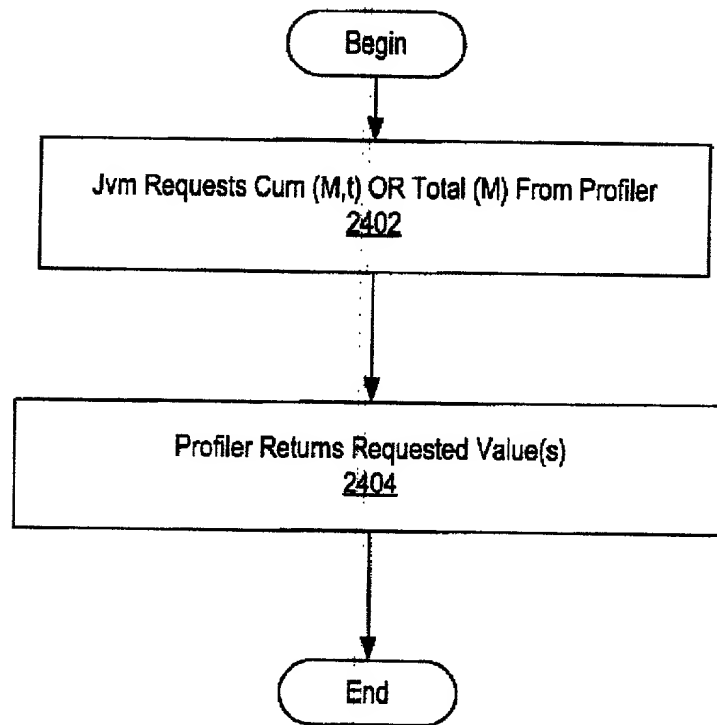 Begin
Jvm Requests Cum (M,t) OR Total (M) From Profiler
2402
Profiler Returns Requested Value(s)
2404
End